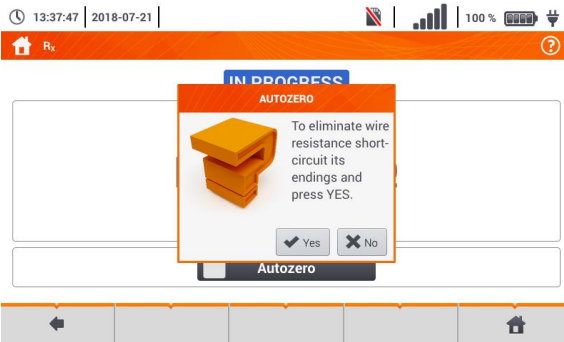 13:37:47 2018-07-21 100 %
Rx ?
IN PROGRESS
AUTOZERO
To eliminate wire
resistance short-
circuit its
endings and
press YES.
Yes No
Autozero